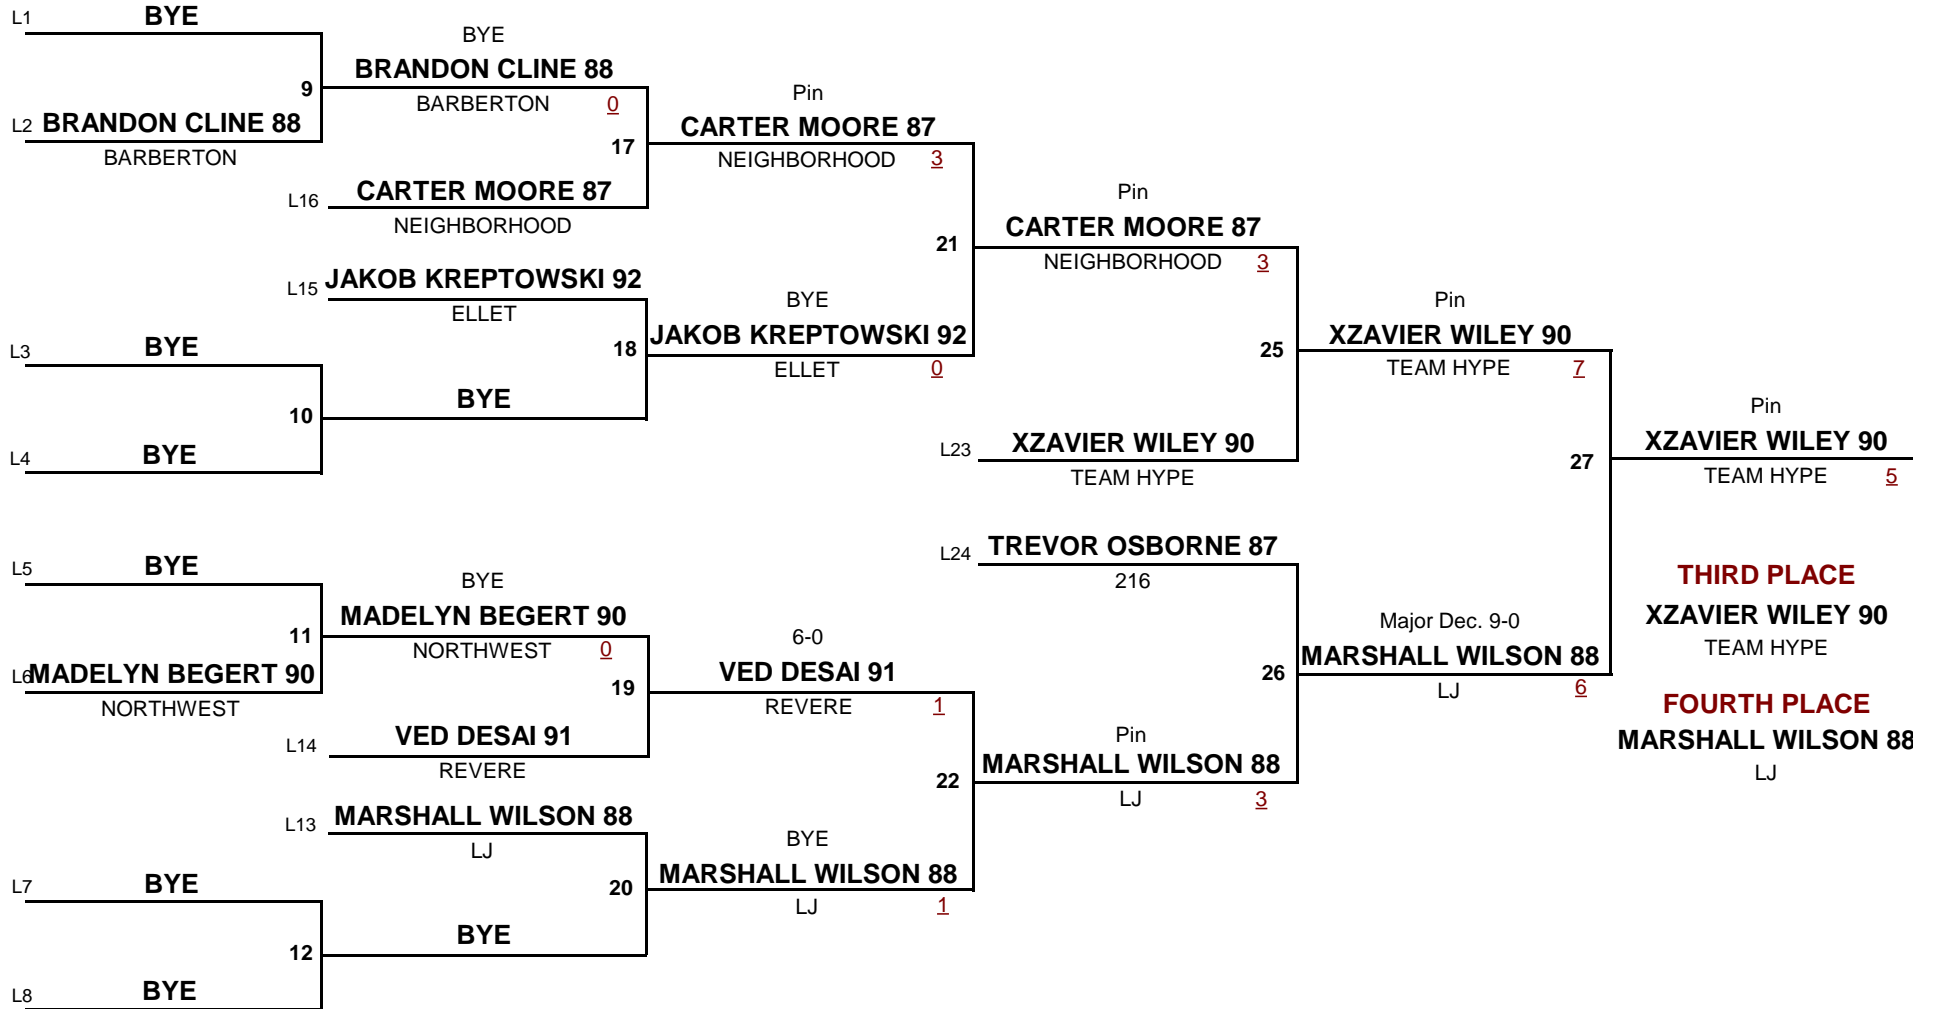 L1 BYE
BYE
BRANDON CLINE 88
9
BARBERTON 0
L2 BRANDON CLINE 88
BARBERTON
Pin
CARTER MOORE 87
17
NEIGHBORHOOD 3
L16 CARTER MOORE 87
NEIGHBORHOOD
Pin
CARTER MOORE 87
21
NEIGHBORHOOD 3
L15 JAKOB KREPTOWSKI 92
ELLET
BYE
JAKOB KREPTOWSKI 92
18
ELLET 0
L3 BYE
10
BYE
L4 BYE
Pin
XZAVIER WILEY 90
25
TEAM HYPE 7
L23 XZAVIER WILEY 90
TEAM HYPE
Pin
XZAVIER WILEY 90
27
TEAM HYPE 5
L24 TREVOR OSBORNE 87
216
L5 BYE
BYE
MADELYN BEGERT 90
11
NORTHWEST 0
L6 MADELYN BEGERT 90
NORTHWEST
6-0
VED DESAI 91
19
REVERE 1
L14 VED DESAI 91
REVERE
Major Dec. 9-0
MARSHALL WILSON 88
26
LJ 6
Pin
MARSHALL WILSON 88
22
LJ 3
L13 MARSHALL WILSON 88
LJ
BYE
MARSHALL WILSON 88
20
LJ 1
L7 BYE
12
BYE
L8 BYE
THIRD PLACE
XZAVIER WILEY 90
TEAM HYPE
FOURTH PLACE
MARSHALL WILSON 88
LJ